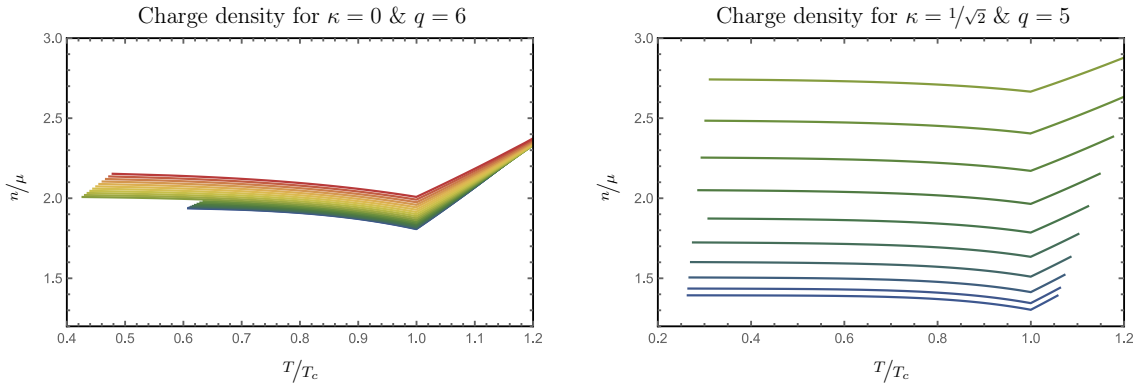 Charge density for κ = 0 & q = 6
3.0
2.5
2.0
1.5
n/μ
0.4 0.5 0.6 0.7 0.8 0.9 1.0 1.1 1.2
T/T_c
Charge density for κ = 1/√2 & q = 5
3.0
2.5
2.0
1.5
n/μ
0.2 0.4 0.6 0.8 1.0 1.2
T/T_c